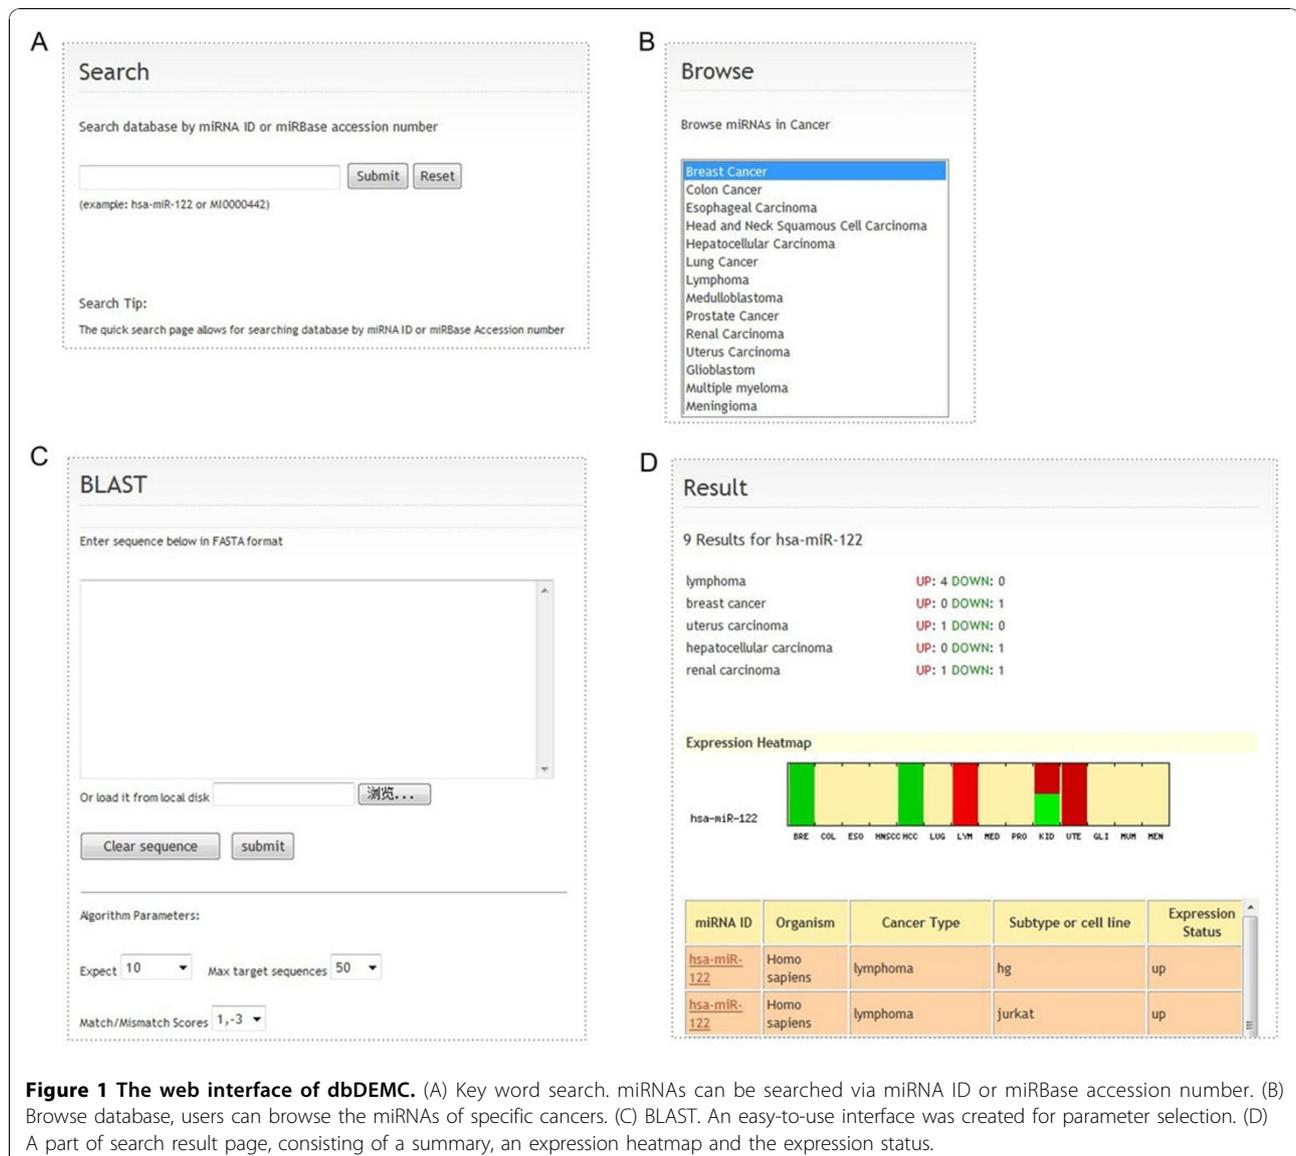 A
Search
Search database by miRNA ID or miRBase accession number
Submit Reset
(example: hsa-miR-122 or MI0000442)
Search Tip:
The quick search page allows for searching database by miRNA ID or miRBase Accession number
B
Browse
Browse miRNAs in Cancer
Breast Cancer
Colon Cancer
Esophageal Carcinoma
Head and Neck Squamous Cell Carcinoma
Hepatocellular Carcinoma
Lung Cancer
Lymphoma
Medulloblastoma
Prostate Cancer
Renal Carcinoma
Uterus Carcinoma
Glioblastom
Multiple myeloma
Meningioma
C
BLAST
Enter sequence below in FASTA format
Or load it from local disk 浏览...
Clear sequence submit
Algorithm Parameters:
Expect 10 Max target sequences 50
Match/Mismatch Scores 1,-3
D
Result
9 Results for hsa-miR-122
lymphoma UP: 4 DOWN: 0
breast cancer UP: 0 DOWN: 1
uterus carcinoma UP: 1 DOWN: 0
hepatocellular carcinoma UP: 0 DOWN: 1
renal carcinoma UP: 1 DOWN: 1
Expression Heatmap
hsa-miR-122
BRE COL ESO HNSCC HCC LUG LYM MED PRO KID UTE GLI MUM MEN
miRNA ID Organism Cancer Type Subtype or cell line Expression Status
hsa-miR-122 Homo sapiens lymphoma hg up
hsa-miR-122 Homo sapiens lymphoma jurkat up
Figure 1 The web interface of dbDEMC. (A) Key word search. miRNAs can be searched via miRNA ID or miRBase accession number. (B)
Browse database, users can browse the miRNAs of specific cancers. (C) BLAST. An easy-to-use interface was created for parameter selection. (D)
A part of search result page, consisting of a summary, an expression heatmap and the expression status.